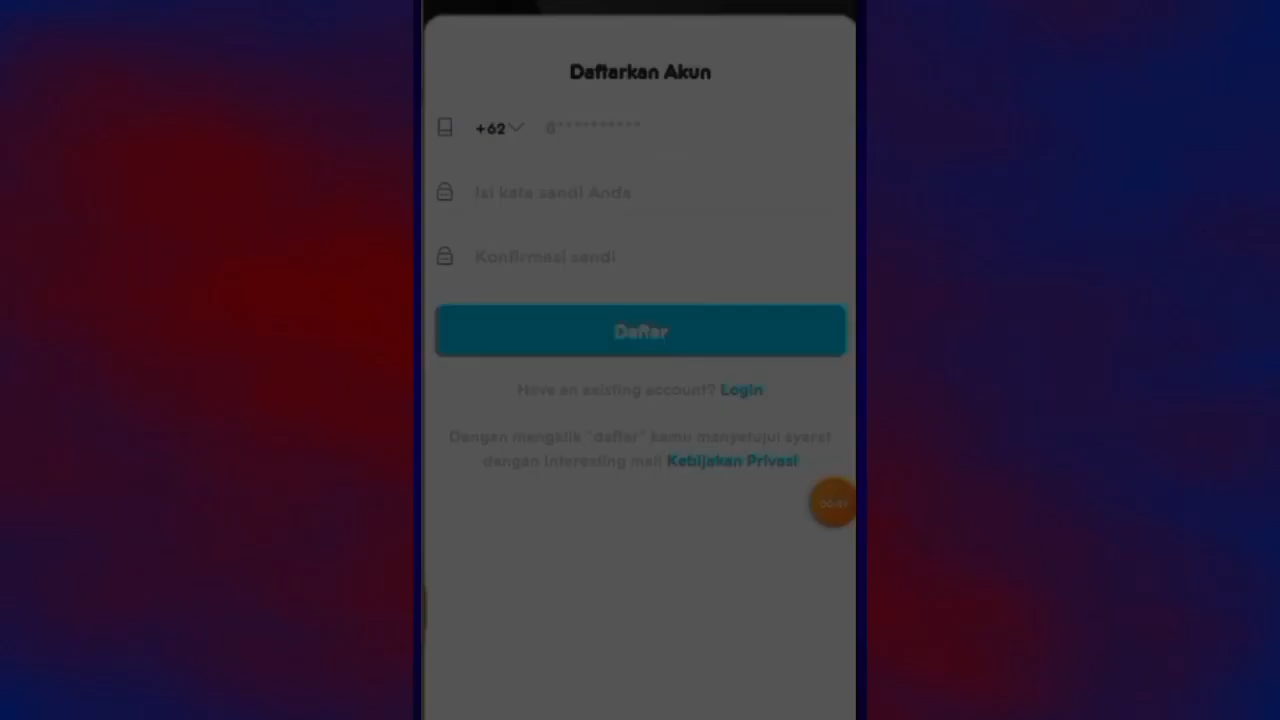 Daftarkan Akun
+62 8**********
Isi kata sandi Anda
Konfirmasi sandi
Daftar
Have an existing account? Login
Dengan mengklik "daftar" kamu menyetujui syarat
dengan Interesting mall Kebijakan Privasi